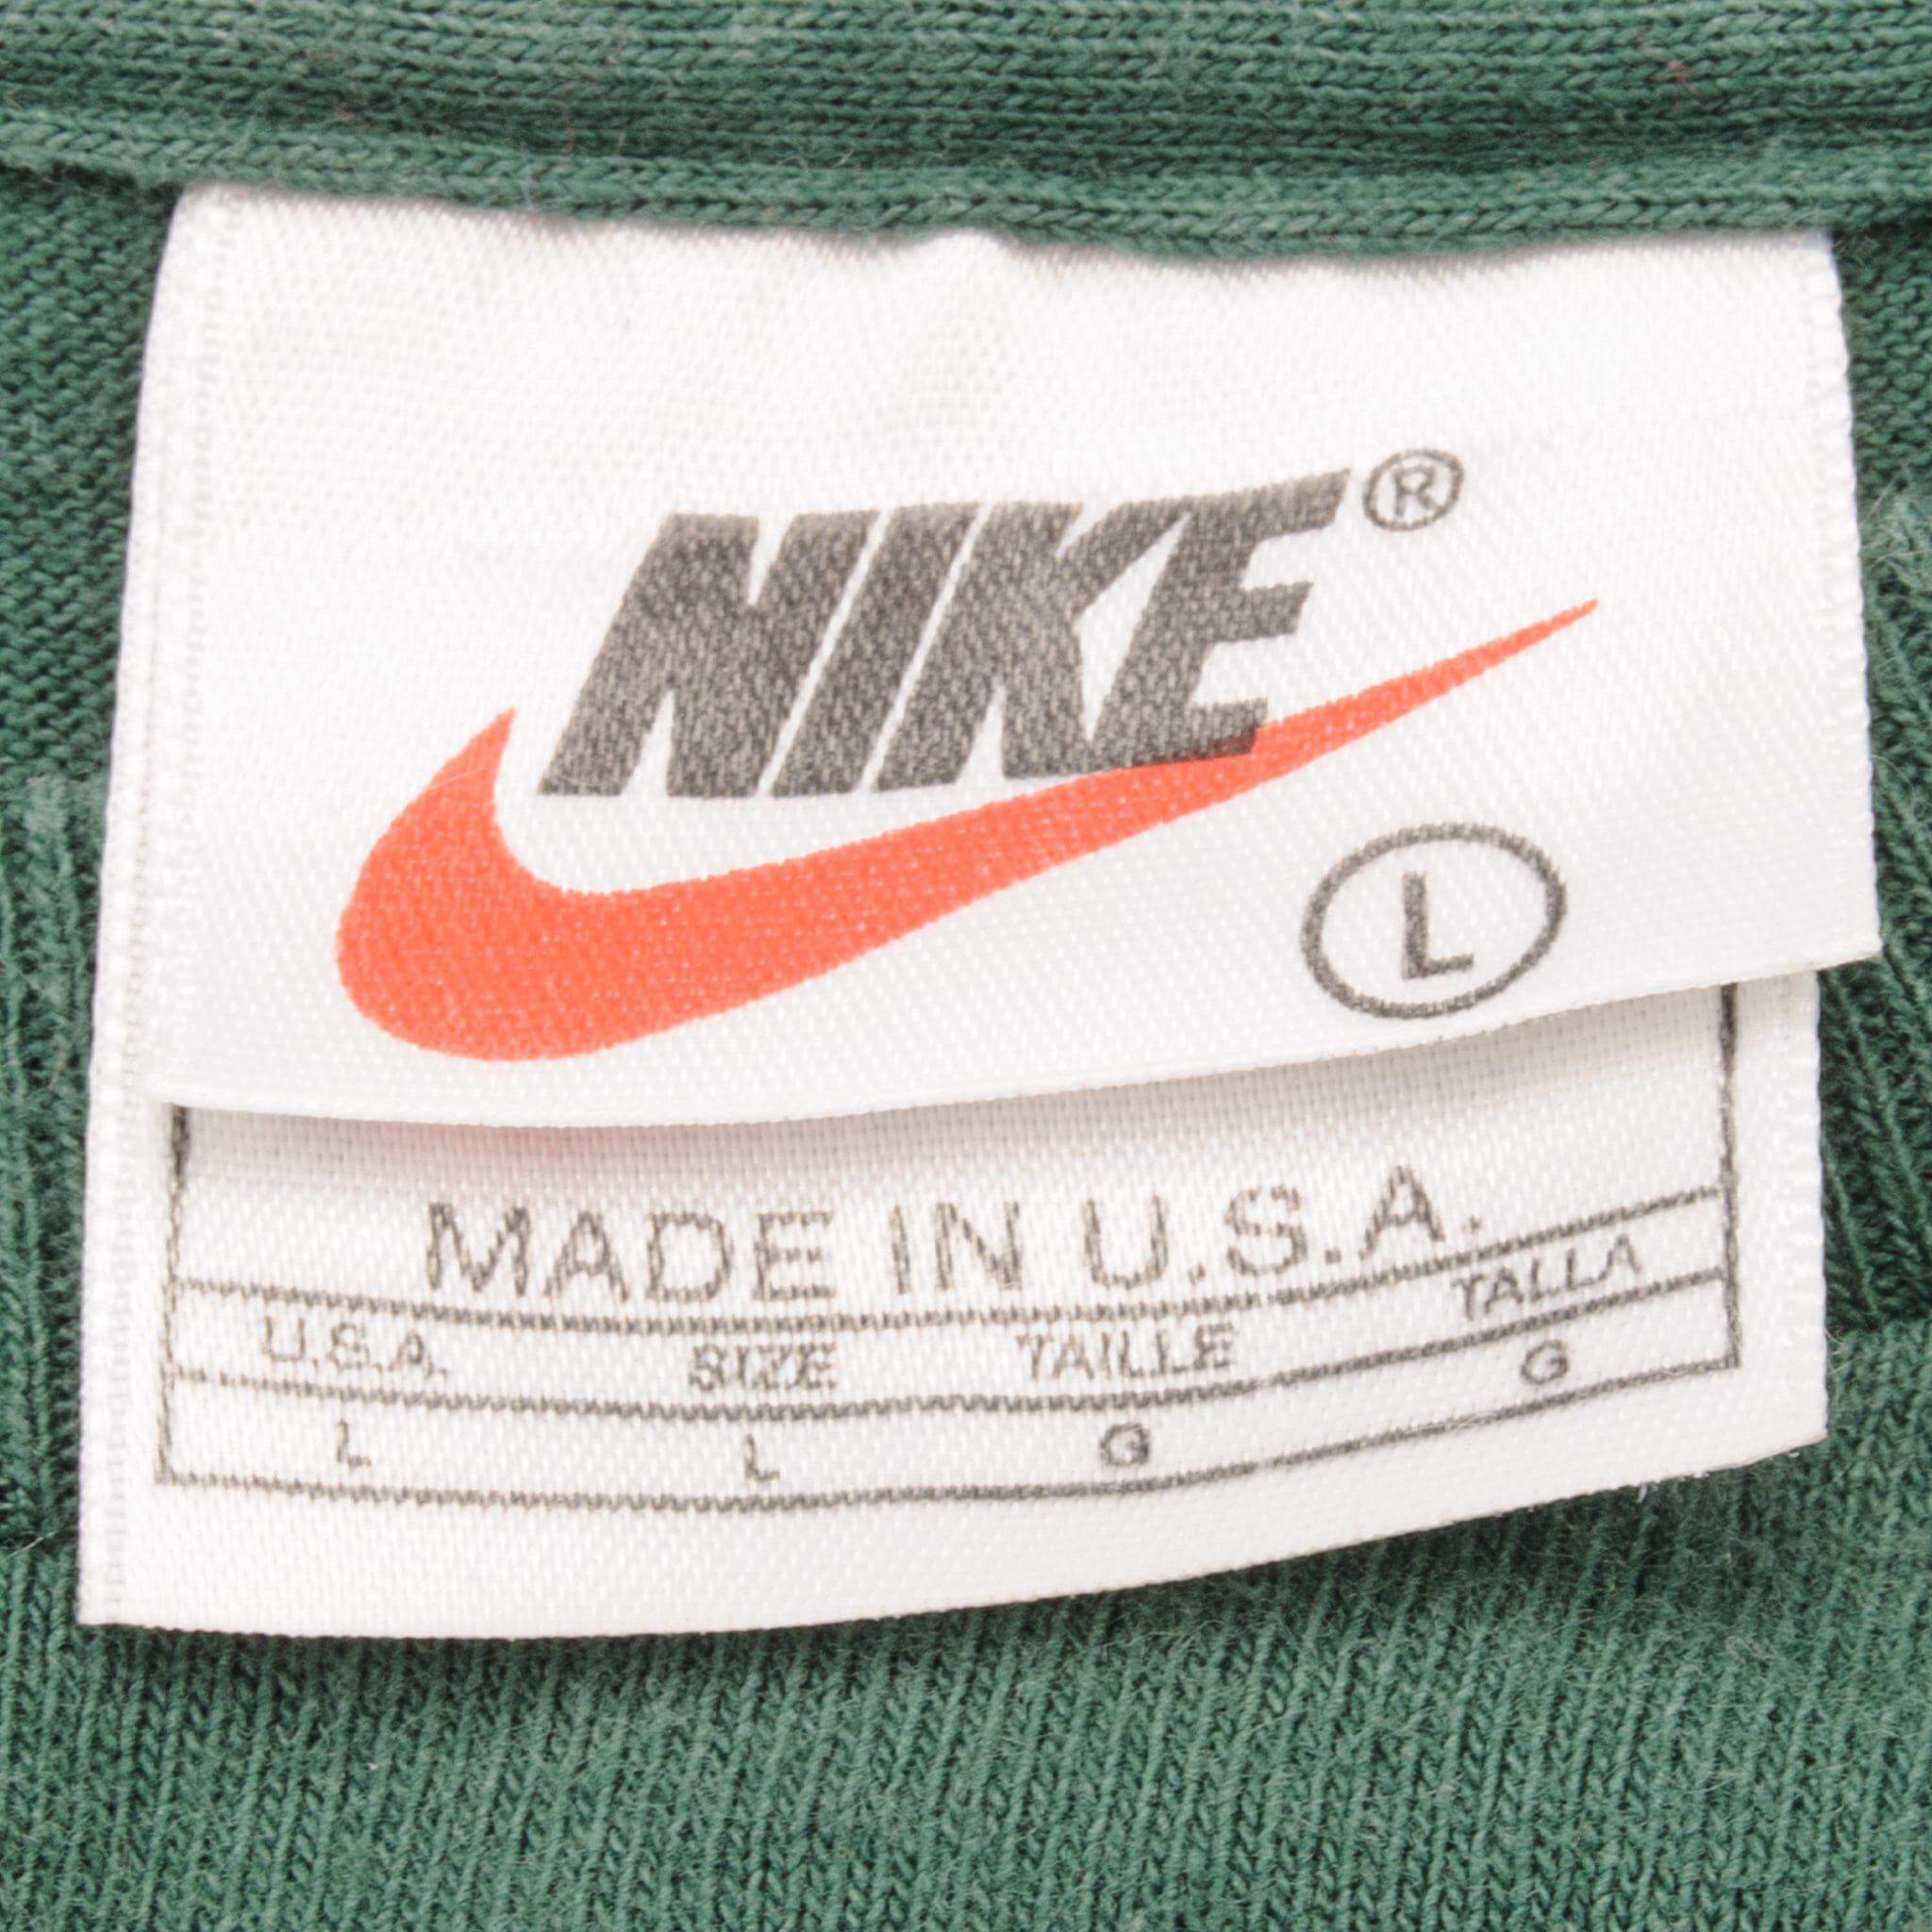 NIKE®
L
MADE IN U.S.A.
U.S.A. SIZE TAILLE TALLA
L L G G